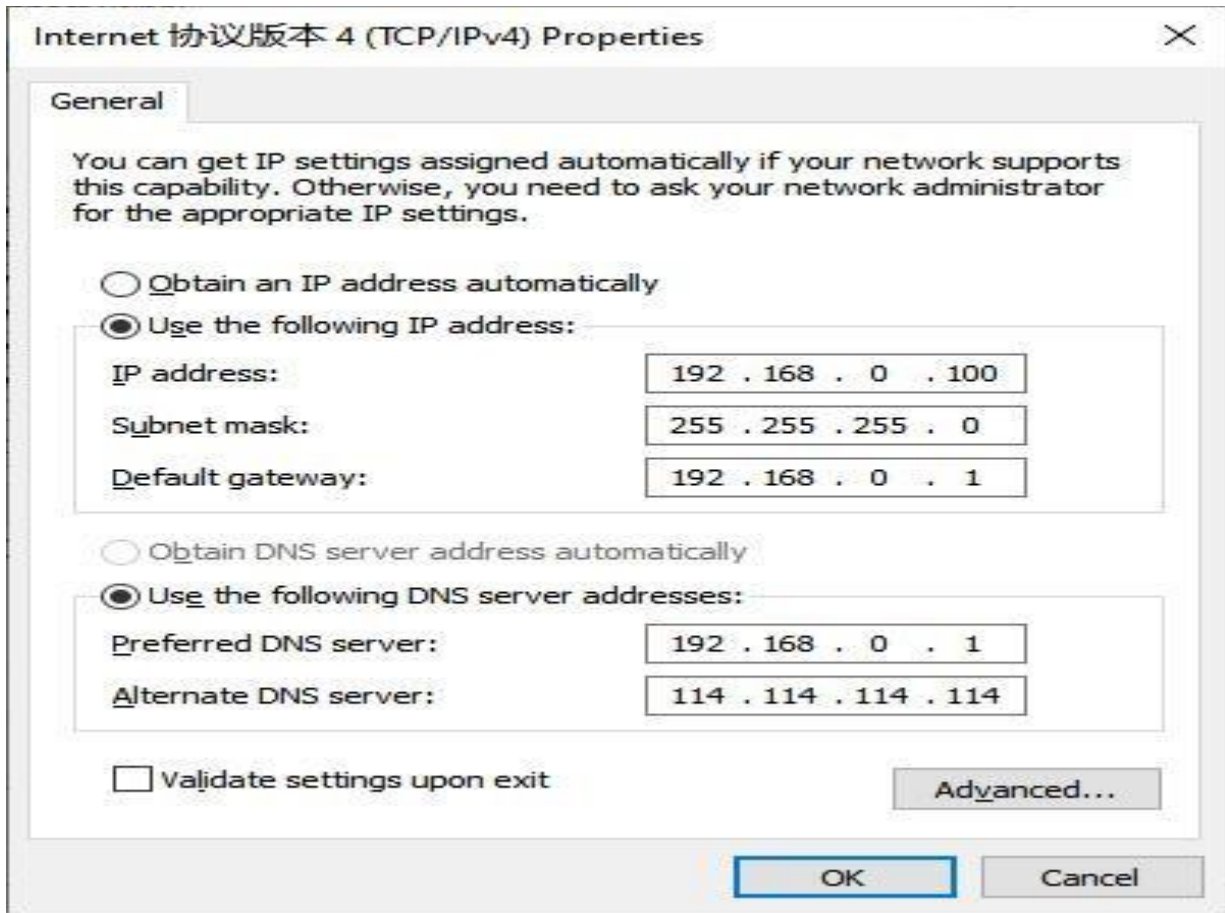 Internet 协议版本 4 (TCP/IPv4) Properties
General
You can get IP settings assigned automatically if your network supports
this capability. Otherwise, you need to ask your network administrator
for the appropriate IP settings.
Obtain an IP address automatically
Use the following IP address:
IP address: 192 . 168 . 0 . 100
Subnet mask: 255 . 255 . 255 . 0
Default gateway: 192 . 168 . 0 . 1
Obtain DNS server address automatically
Use the following DNS server addresses:
Preferred DNS server: 192 . 168 . 0 . 1
Alternate DNS server: 114 . 114 . 114 . 114
Validate settings upon exit
Advanced...
OK Cancel